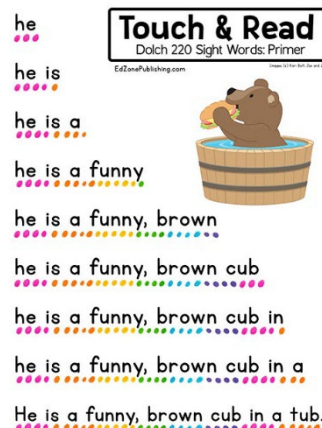 Touch & Read
Dolch 220 Sight Words: Primer
EdZonePublishing.com
he
he is
he is a
he is a funny
he is a funny, brown
he is a funny, brown cub
he is a funny, brown cub in
he is a funny, brown cub in a
He is a funny, brown cub in a tub.